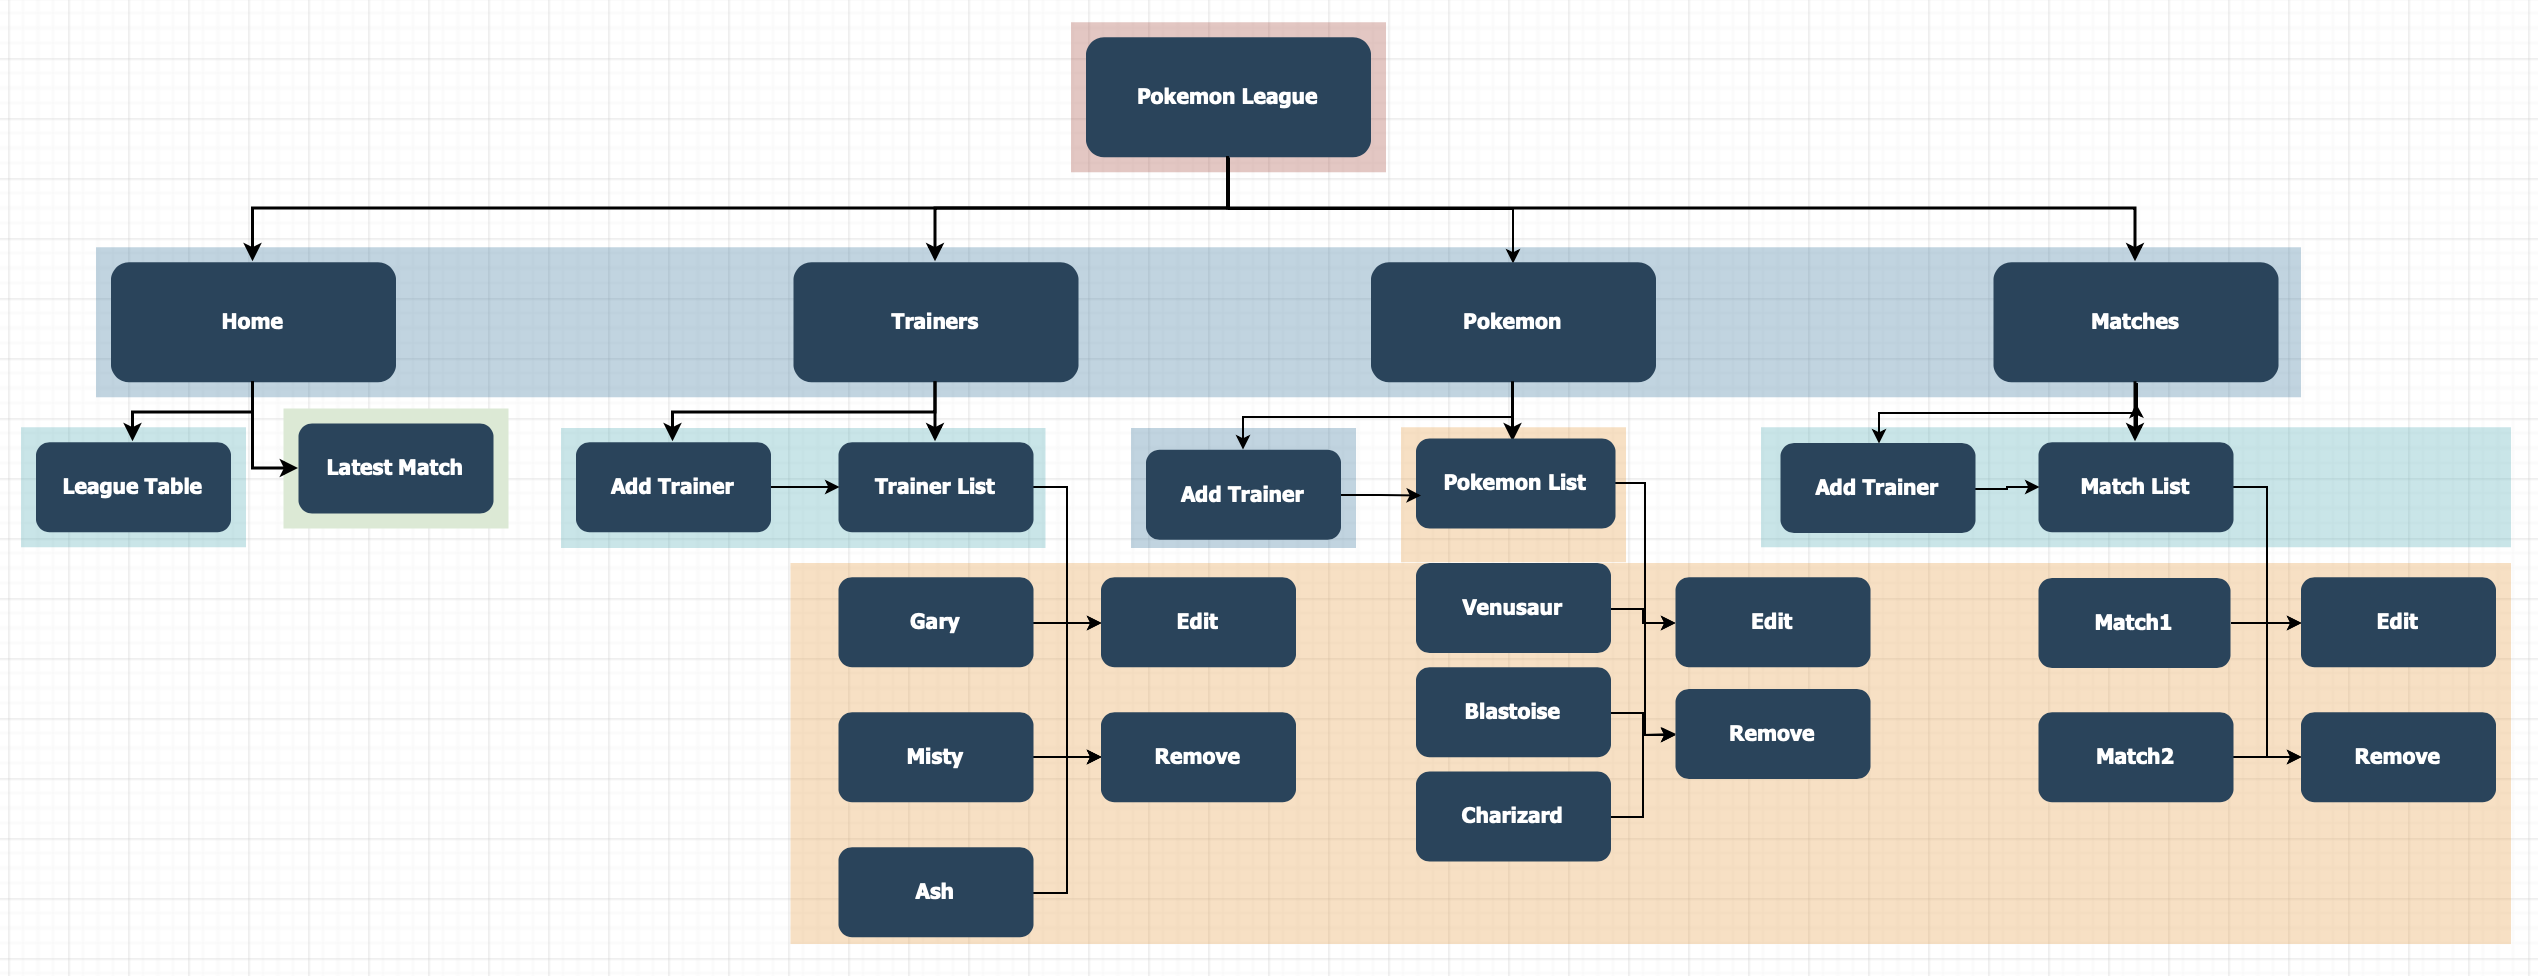 Pokemon League
Home
Trainers
Pokemon
Matches
League Table
Latest Match
Add Trainer
Trainer List
Add Trainer
Pokemon List
Add Trainer
Match List
Gary
Edit
Venusaur
Edit
Match1
Edit
Misty
Remove
Blastoise
Remove
Match2
Remove
Charizard
Ash